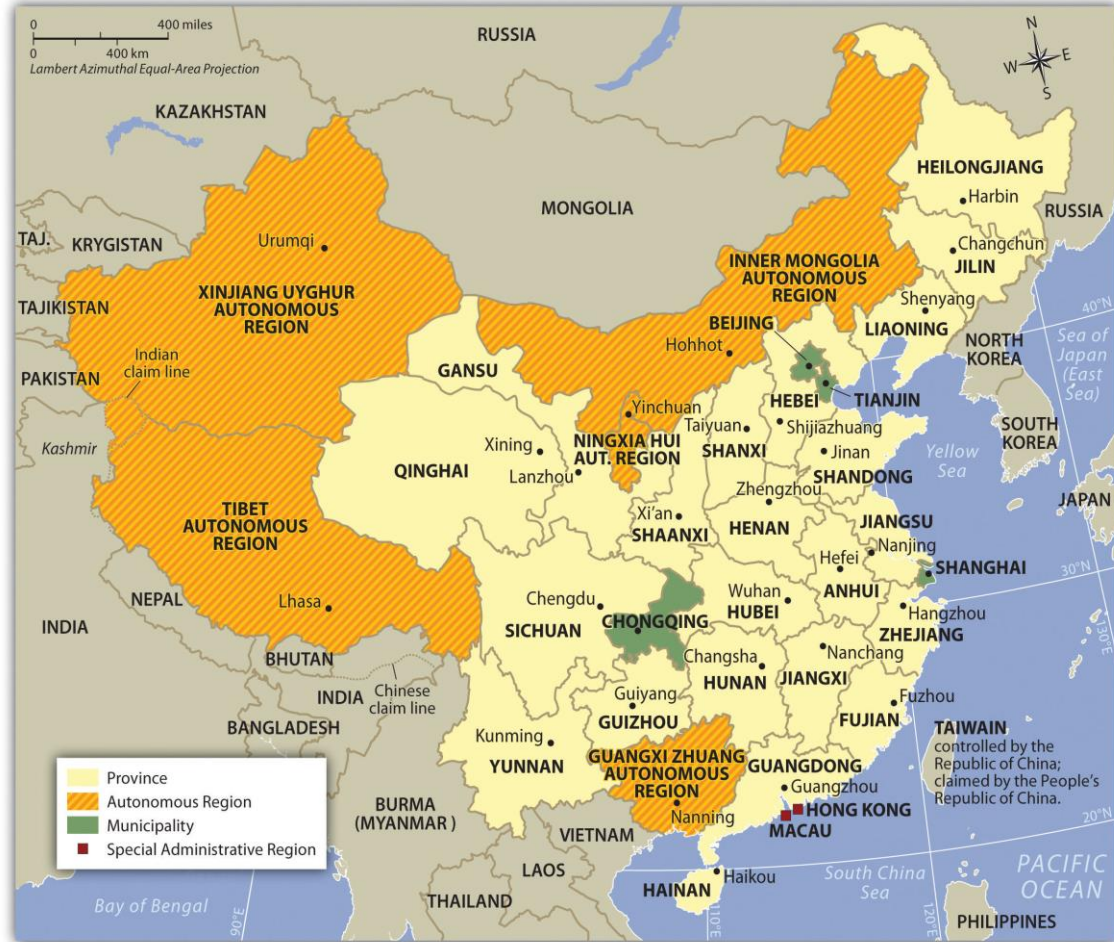 0 400 miles
0 400 km
Lambert Azimuthal Equal-Area Projection
RUSSIA
N
W E
S
KAZAKHSTAN
MONGOLIA
HEILONGJIANG
Harbin
RUSSIA
TAJ.
KRYGISTAN
Urumqi
Changchun
JILIN
INNER MONGOLIA
AUTONOMOUS
REGION
XINJIANG UYGHUR
AUTONOMOUS
REGION
TAJIKISTAN
Shenyang
LIAONING
40°N
BEIJING
Sea of
Japan
(East
Sea)
NORTH
KOREA
Hohhot
Indian
claim line
PAKISTAN
GANSU
HEBEI
TIANJIN
Yinchuan
Taiyuan
Shijiazhuang
SOUTH
KOREA
Kashmir
Xining
NINGXIA HUI
AUT. REGION
SHANXI
Jinan
Yellow
Sea
QINGHAI
Lanzhou
SHANDONG
Zhengzhou
JAPAN
TIBET
AUTONOMOUS
REGION
Xi'an
SHAANXI
HENAN
JIANGSU
Nanjing
Hefei
SHANGHAI
30°N
NEPAL
Lhasa
Chengdu
Wuhan
HUBEI
ANHUI
Hangzhou
ZHEJIANG
INDIA
SICHUAN
CHONGQING
130°E
BHUTAN
Changsha
HUNAN
Nanchang
JIANGXI
INDIA
Chinese
claim line
Guiyang
GUIZHOU
Fuzhou
FUJIAN
BANGLADESH
Kunming
YUNNAN
GUANGXI ZHUANG
AUTONOMOUS
REGION
GUANGDONG
Guangzhou
TAIWAIN
controlled by the
Republic of China;
claimed by the People's
Republic of China.
Province
Autonomous Region
Municipality
Special Administrative Region
BURMA
(MYANMAR )
Nanning
HONG KONG
MACAU
20°N
VIETNAM
LAOS
HAINAN
Haikou
South China
Sea
PACIFIC
OCEAN
THAILAND
Bay of Bengal
90°E
110°E
120°E
PHILIPPINES